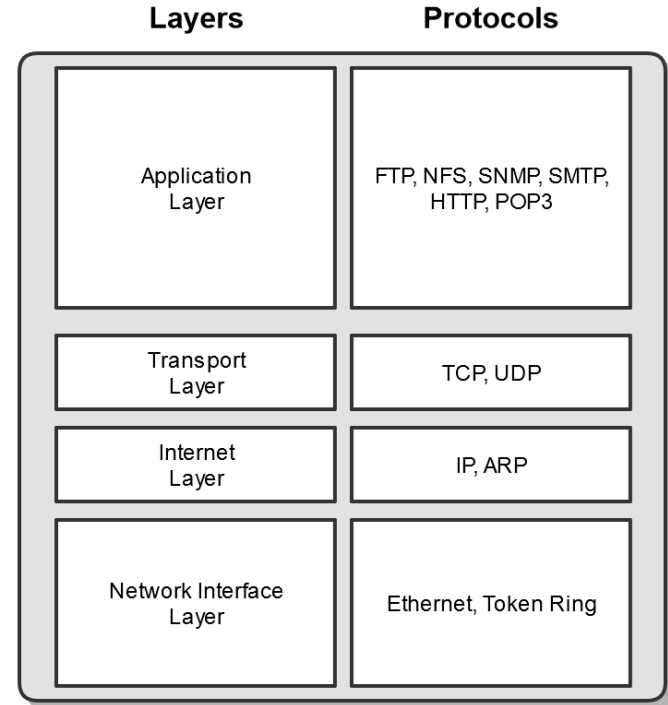 Layers
Protocols
Application
Layer
FTP, NFS, SNMP, SMTP,
HTTP, POP3
Transport
Layer
TCP, UDP
Internet
Layer
IP, ARP
Network Interface
Layer
Ethernet, Token Ring